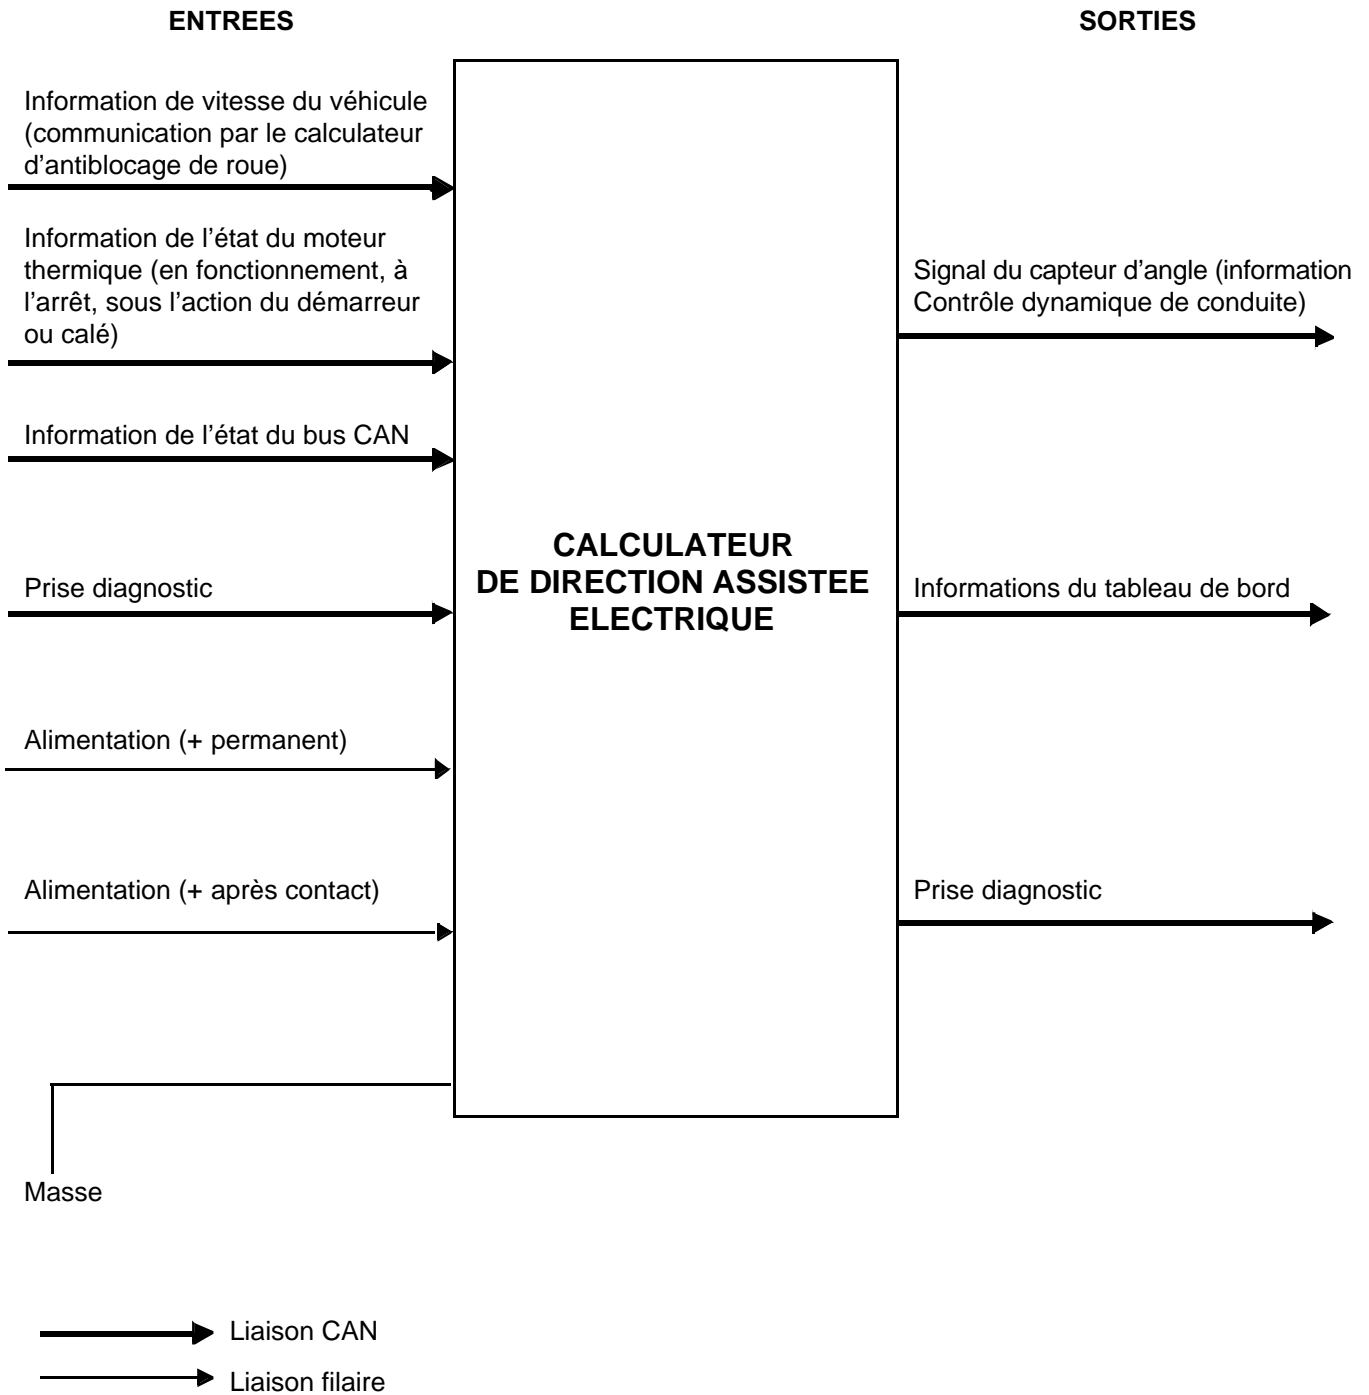 ENTREES
SORTIES
Information de vitesse du véhicule
(communication par le calculateur
d’antiblocage de roue)
Information de l’état du moteur
thermique (en fonctionnement, à
l’arrêt, sous l’action du démarreur
ou calé)
Information de l’état du bus CAN
Prise diagnostic
Alimentation (+ permanent)
Alimentation (+ après contact)
Masse
CALCULATEUR
DE DIRECTION ASSISTEE
ELECTRIQUE
Signal du capteur d’angle (information
Contrôle dynamique de conduite)
Informations du tableau de bord
Prise diagnostic
Liaison CAN
Liaison filaire